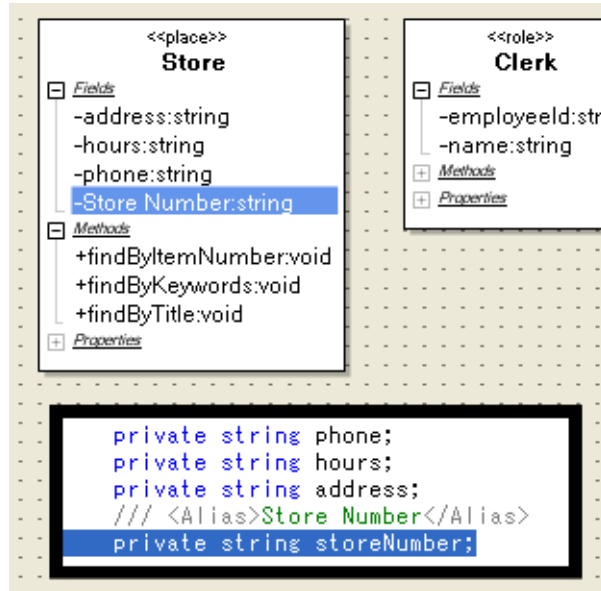 <<place>>
Store
Fields
-address:string
-hours:string
-phone:string
-Store Number:string
Methods
+findByItemNumber:void
+findByKeywords:void
+findByTitle:void
Properties
<<role>>
Clerk
Fields
-employeeId:str
-name:string
Methods
Properties
private string phone;
private string hours;
private string address;
/// <Alias>Store Number</Alias>
private string storeNumber;